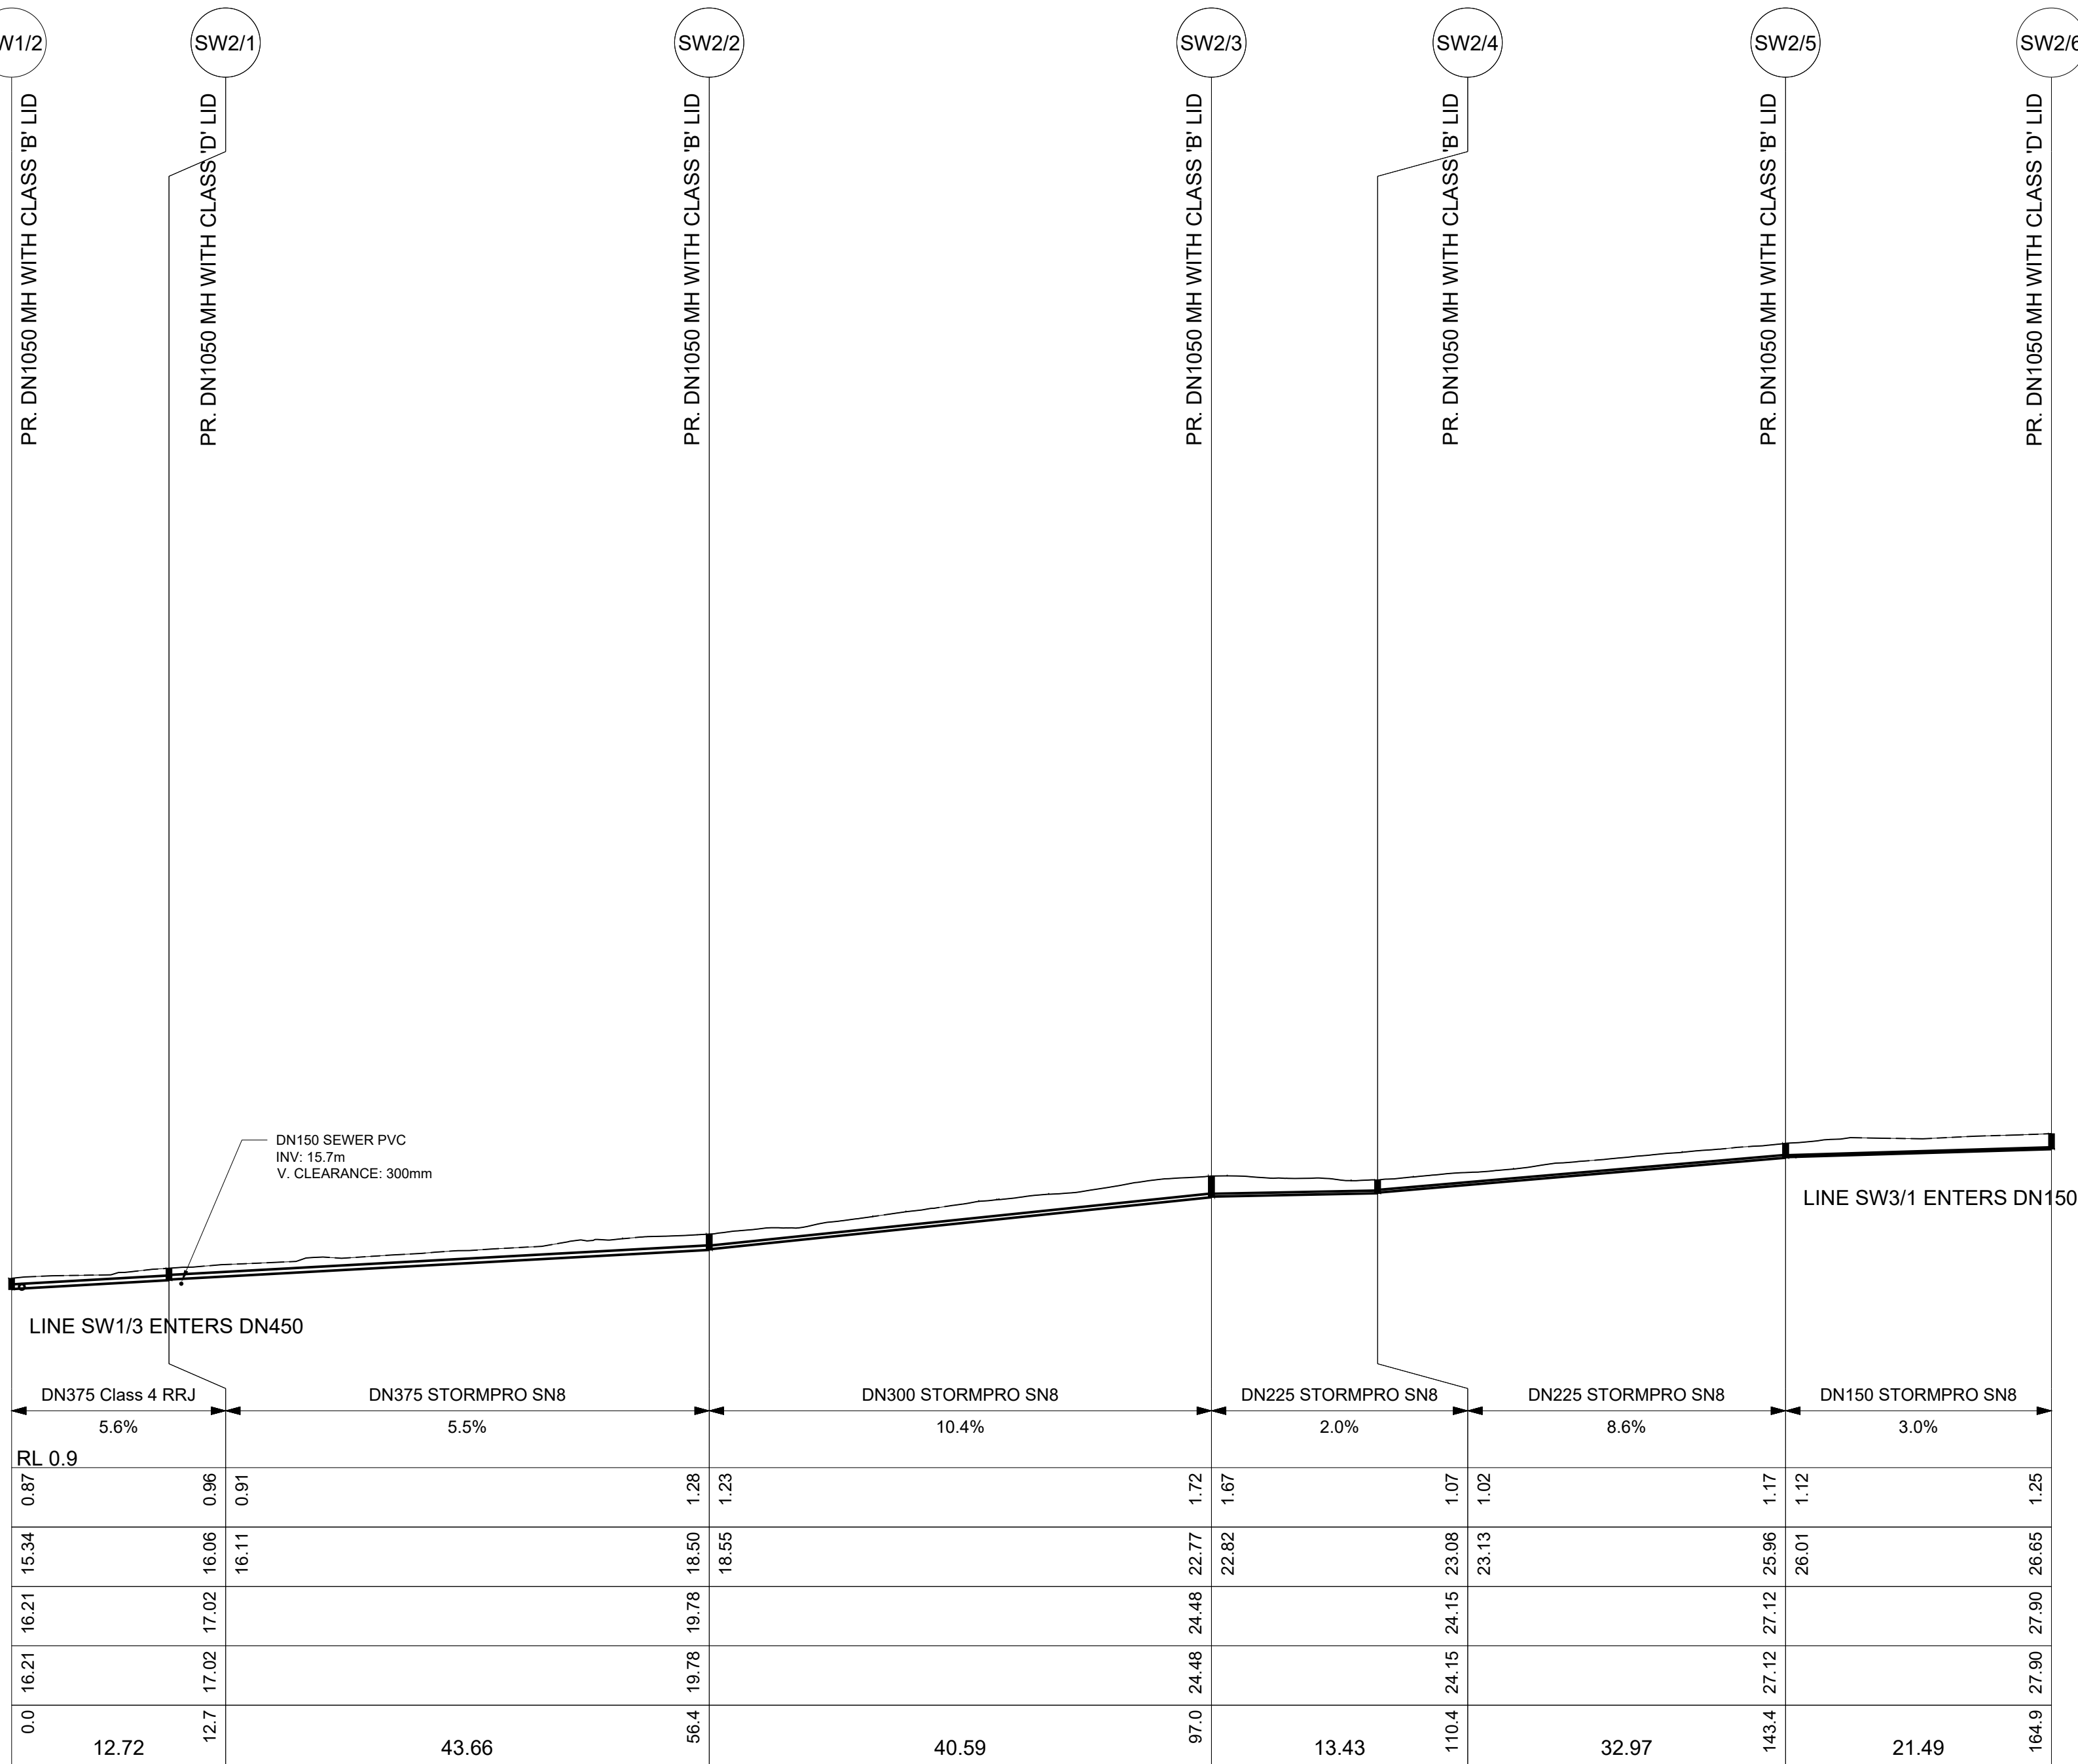 W1/2
SW2/1
SW2/2
SW2/3
SW2/4
SW2/5
SW2/6
PR. DN1050 MH WITH CLASS 'B' LID
PR. DN1050 MH WITH CLASS 'D' LID
PR. DN1050 MH WITH CLASS 'B' LID
PR. DN1050 MH WITH CLASS 'B' LID
PR. DN1050 MH WITH CLASS 'B' LID
PR. DN1050 MH WITH CLASS 'B' LID
PR. DN1050 MH WITH CLASS 'D' LID
DN150 SEWER PVC
INV: 15.7m
V. CLEARANCE: 300mm
LINE SW3/1 ENTERS DN150
LINE SW1/3 ENTERS DN450
DN375 Class 4 RRJ
DN375 STORMPRO SN8
DN300 STORMPRO SN8
DN225 STORMPRO SN8
DN225 STORMPRO SN8
DN150 STORMPRO SN8
5.6%
5.5%
10.4%
2.0%
8.6%
3.0%
RL 0.9
0.87
0.96
0.91
1.28
1.23
1.72
1.67
1.07
1.02
1.17
1.12
1.25
15.34
16.06
16.11
18.50
18.55
22.77
22.82
23.08
23.13
25.96
26.01
26.65
16.21
17.02
19.78
24.48
24.15
27.12
27.90
16.21
17.02
19.78
24.48
24.15
27.12
27.90
0.0
12.7
56.4
97.0
110.4
143.4
164.9
12.72
43.66
40.59
13.43
32.97
21.49